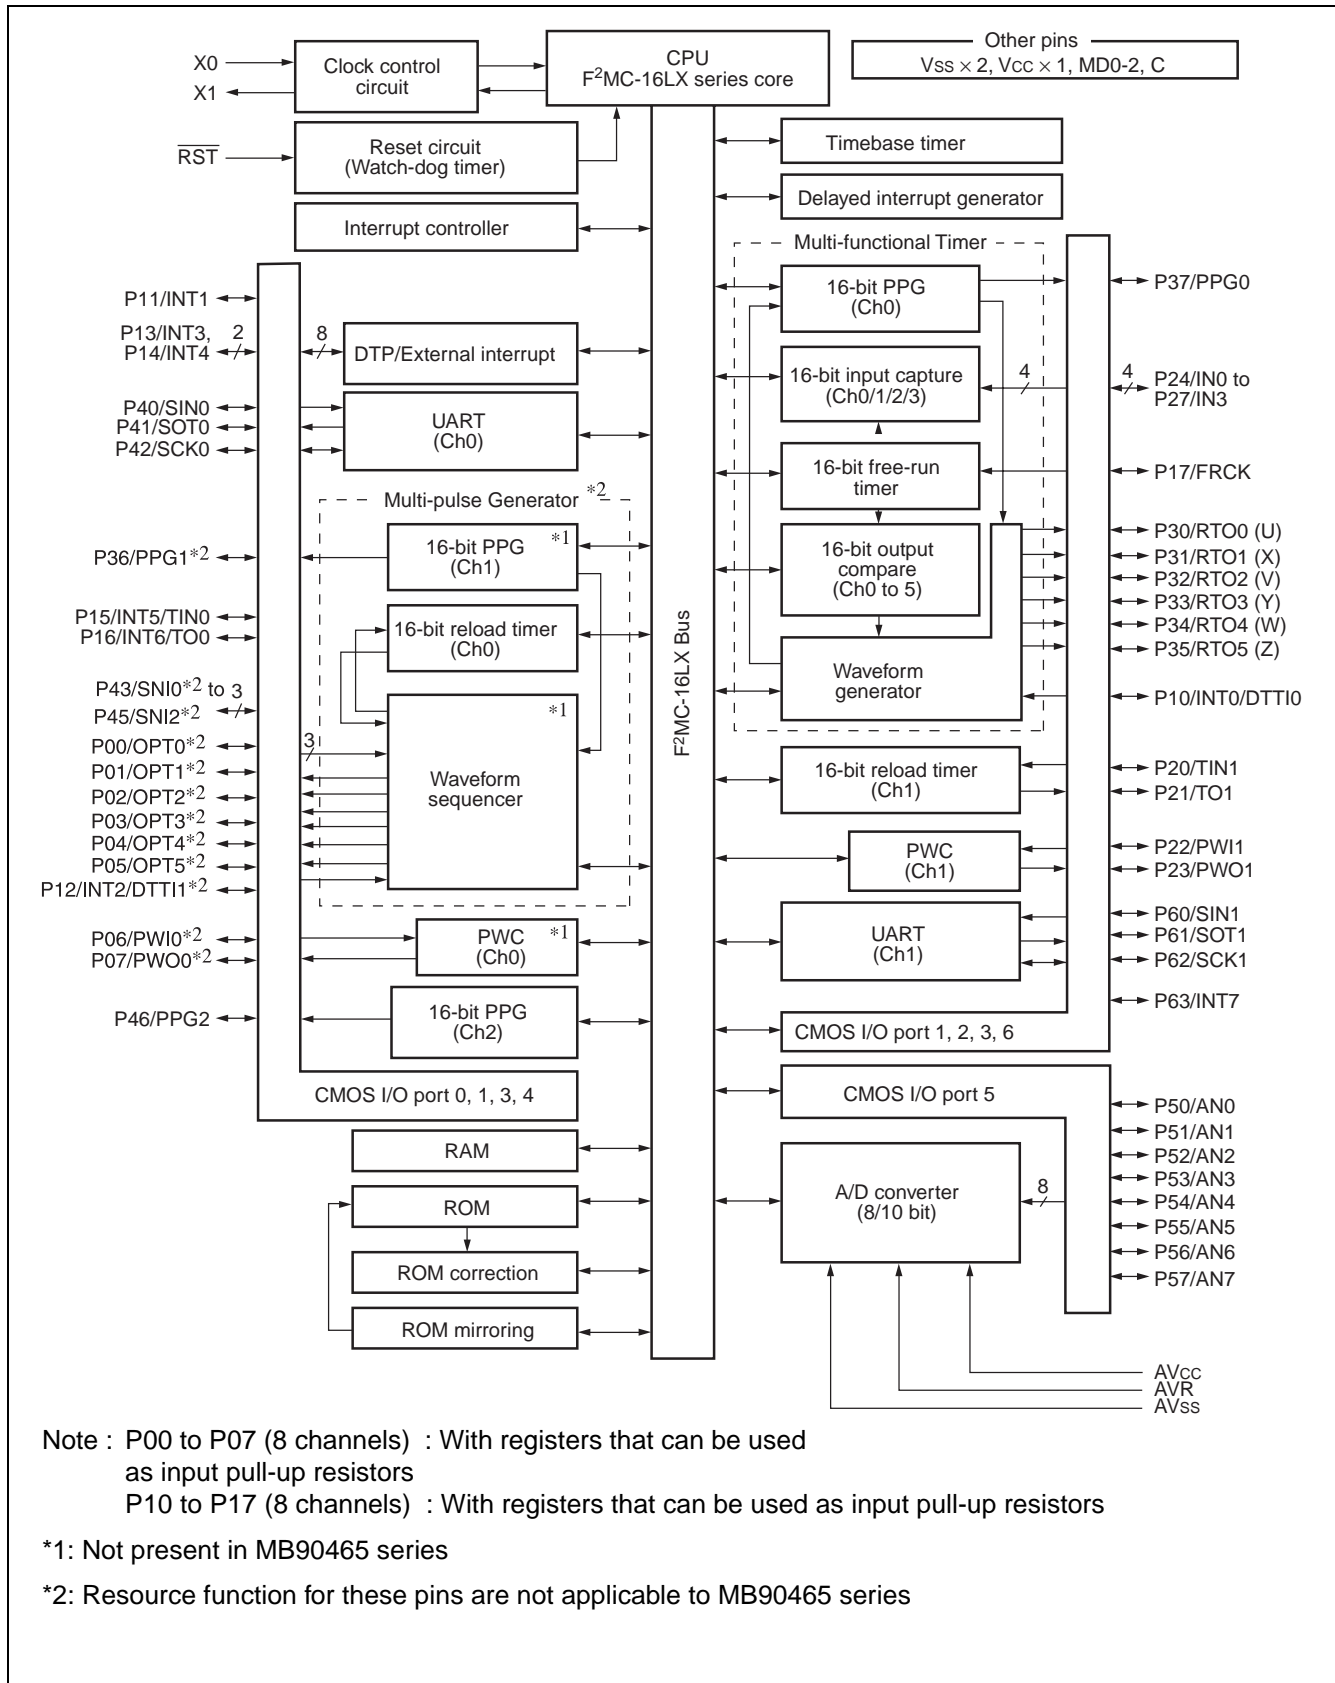 X0
X1
Clock control
circuit
CPU
F²MC-16LX series core
Other pins
Vss × 2, Vcc × 1, MD0-2, C
RST
Reset circuit
(Watch-dog timer)
Interrupt controller
Timebase timer
Delayed interrupt generator
Multi-functional Timer
P11/INT1
P13/INT3,
P14/INT4
2
8
DTP/External interrupt
P40/SIN0
P41/SOT0
P42/SCK0
UART
(Ch0)
Multi-pulse Generator *2
P36/PPG1*2
16-bit PPG
(Ch1)
*1
P15/INT5/TIN0
P16/INT6/TO0
16-bit reload timer
(Ch0)
P43/SNI0*2 to
P45/SNI2*2
3
P00/OPT0*2
P01/OPT1*2
P02/OPT2*2
P03/OPT3*2
P04/OPT4*2
P05/OPT5*2
P12/INT2/DTTI1*2
3
Waveform
sequencer
*1
P06/PWI0*2
P07/PWO0*2
PWC
(Ch0)
*1
P46/PPG2
16-bit PPG
(Ch2)
CMOS I/O port 0, 1, 3, 4
RAM
ROM
ROM correction
ROM mirroring
F²MC-16LX Bus
16-bit PPG
(Ch0)
P37/PPG0
16-bit input capture
(Ch0/1/2/3)
4
4
P24/IN0 to
P27/IN3
16-bit free-run
timer
P17/FRCK
16-bit output
compare
(Ch0 to 5)
P30/RTO0 (U)
P31/RTO1 (X)
P32/RTO2 (V)
P33/RTO3 (Y)
P34/RTO4 (W)
P35/RTO5 (Z)
Waveform
generator
P10/INT0/DTTI0
16-bit reload timer
(Ch1)
P20/TIN1
P21/TO1
PWC
(Ch1)
P22/PWI1
P23/PWO1
UART
(Ch1)
P60/SIN1
P61/SOT1
P62/SCK1
P63/INT7
CMOS I/O port 1, 2, 3, 6
CMOS I/O port 5
A/D converter
(8/10 bit)
8
P50/AN0
P51/AN1
P52/AN2
P53/AN3
P54/AN4
P55/AN5
P56/AN6
P57/AN7
AVcc
AVR
AVss
Note : P00 to P07 (8 channels) : With registers that can be used
as input pull-up resistors
P10 to P17 (8 channels) : With registers that can be used as input pull-up resistors
*1: Not present in MB90465 series
*2: Resource function for these pins are not applicable to MB90465 series